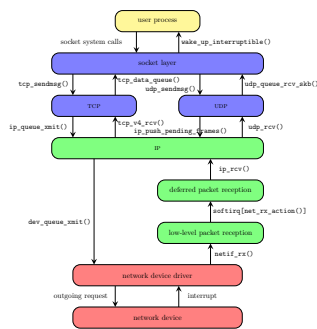 user process
socket system calls
wake_up_interruptible()
socket layer
tcp_sendmsg()
tcp_data_queue()
udp_sendmsg()
udp_queue_rcv_skb()
TCP
UDP
ip_queue_xmit()
tcp_v4_rcv()
ip_push_pending_frames()
udp_rcv()
IP
ip_rcv()
deferred packet reception
softirq[net_rx_action()]
dev_queue_xmit()
low-level packet reception
netif_rx()
network device driver
outgoing request
interrupt
network device